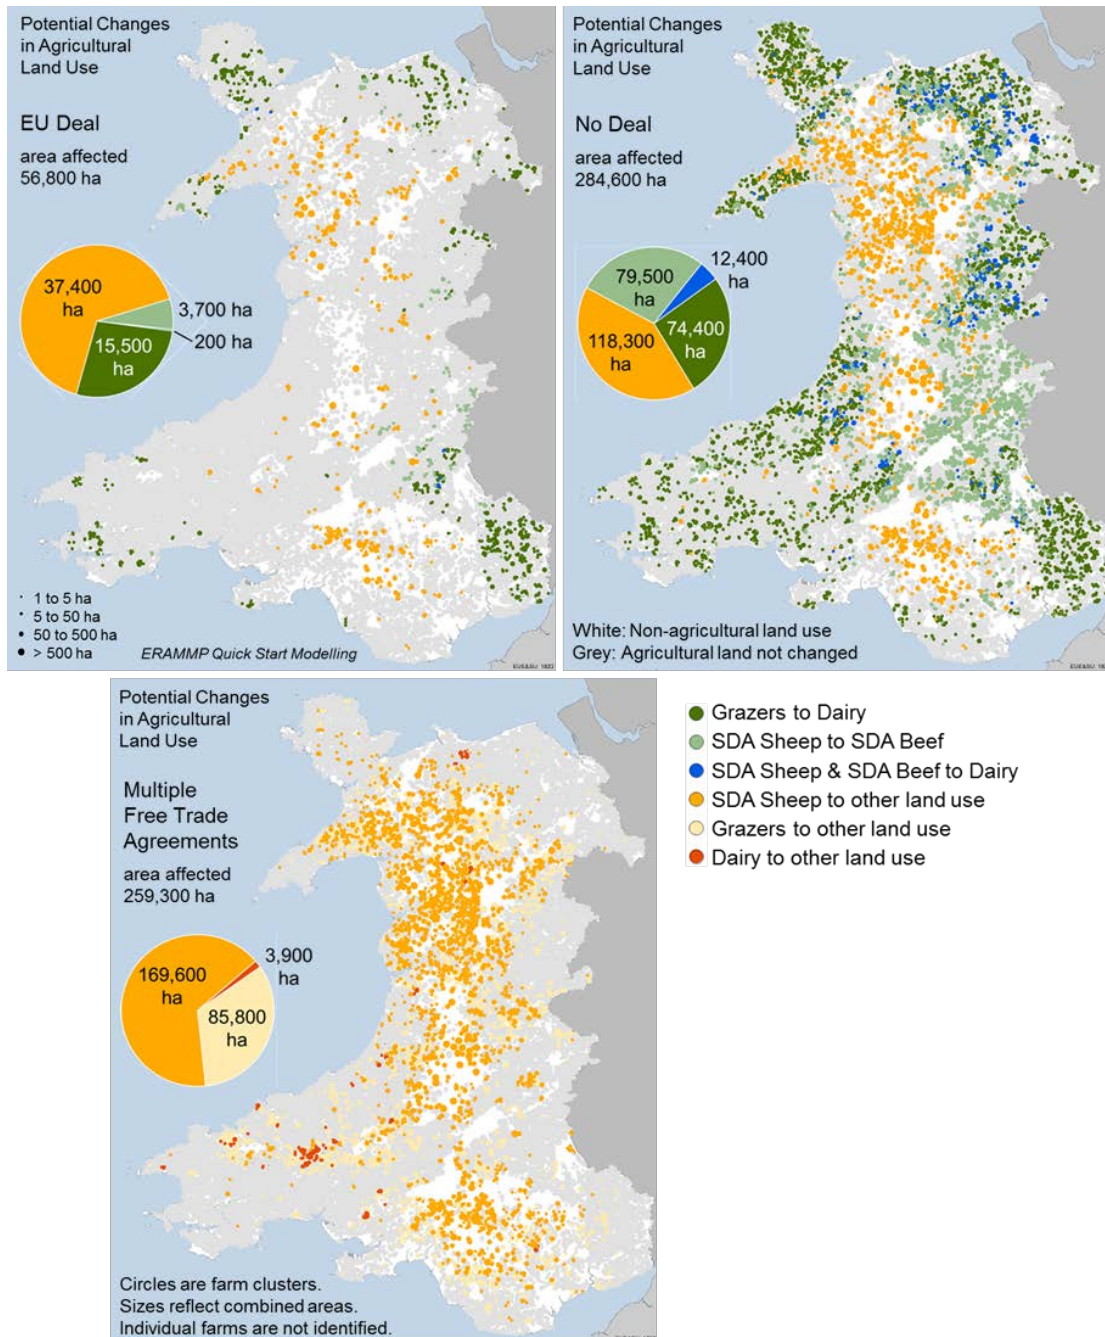 Potential Changes
in Agricultural
Land Use
EU Deal
area affected
56,800 ha
37,400
ha
3,700 ha
200 ha
15,500
ha
1 to 5 ha
5 to 50 ha
50 to 500 ha
> 500 ha
ERAMMP Quick Start Modelling
Potential Changes
in Agricultural
Land Use
No Deal
area affected
284,600 ha
79,500
ha
12,400
ha
74,400
ha
118,300
ha
White: Non-agricultural land use
Grey: Agricultural land not changed
Potential Changes
in Agricultural
Land Use
Multiple
Free Trade
Agreements
area affected
259,300 ha
169,600
ha
3,900
ha
85,800
ha
Circles are farm clusters.
Sizes reflect combined areas.
Individual farms are not identified.
Grazers to Dairy
SDA Sheep to SDA Beef
SDA Sheep & SDA Beef to Dairy
SDA Sheep to other land use
Grazers to other land use
Dairy to other land use